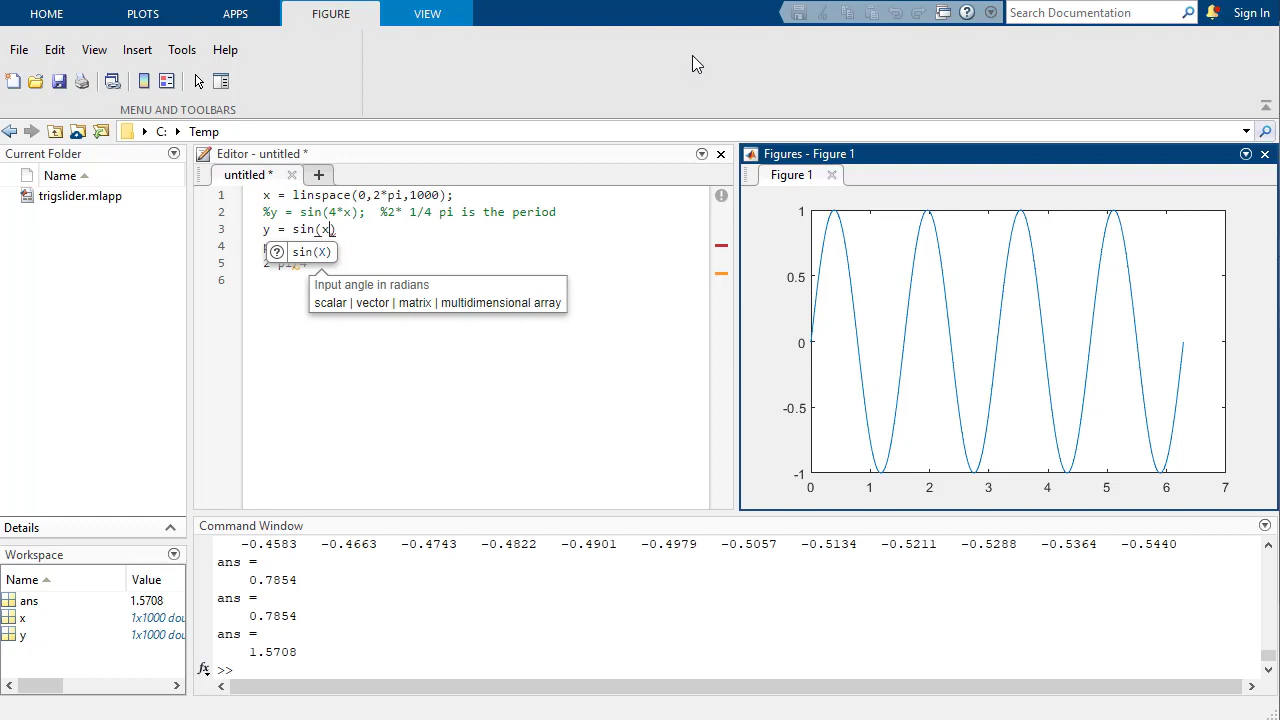 HOME PLOTS APPS FIGURE VIEW Search Documentation Sign In
File Edit View Insert Tools Help
MENU AND TOOLBARS
C: Temp
Current Folder
Name
trigslider.mlapp
Editor - untitled *
untitled *
1 x = linspace(0,2*pi,1000);
2 %y = sin(4*x);  %2* 1/4 pi is the period
3 y = sin(x)
4
sin(X)
5
6
Input angle in radians
scalar | vector | matrix | multidimensional array
Figures - Figure 1
Figure 1
1
0.5
0
-0.5
-1
0 1 2 3 4 5 6 7
Details
Workspace
Name Value
ans 1.5708
x 1x1000 dou
y 1x1000 dou
Command Window
-0.4583 -0.4663 -0.4743 -0.4822 -0.4901 -0.4979 -0.5057 -0.5134 -0.5211 -0.5288 -0.5364 -0.5440
ans =
0.7854
ans =
0.7854
ans =
1.5708
fx >>